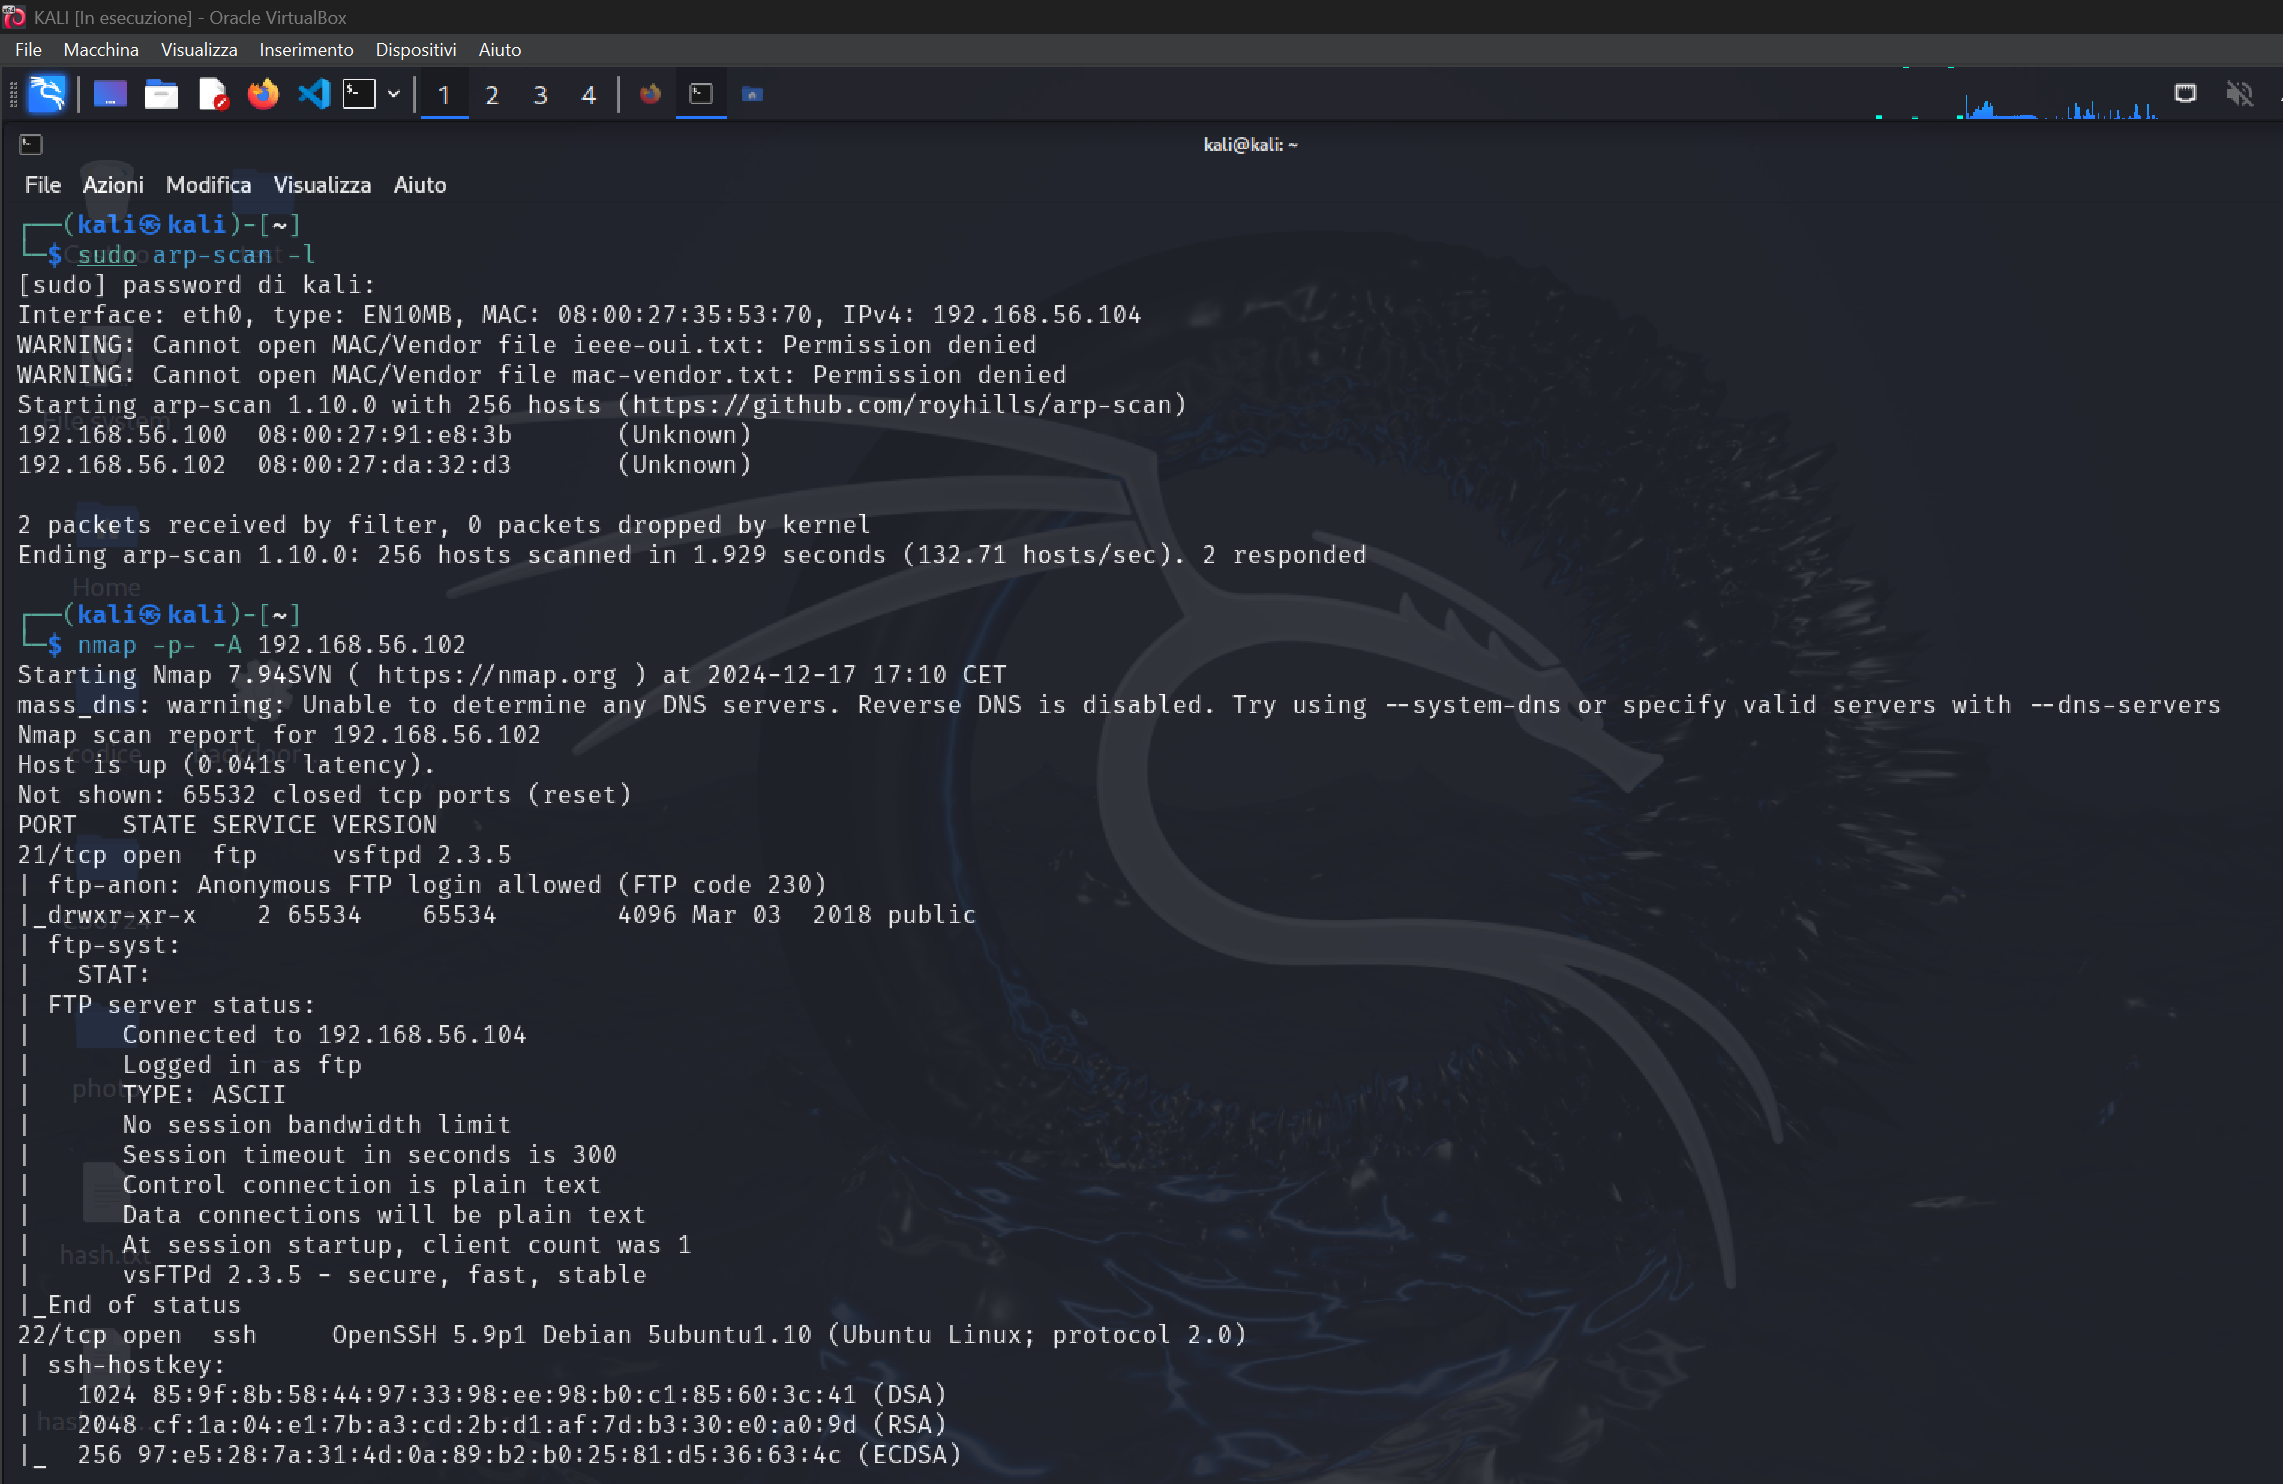 KALI [In esecuzione] - Oracle VirtualBox
File Macchina Visualizza Inserimento Dispositivi Aiuto
1 2 3 4
kali@kali: ~
File Azioni Modifica Visualizza Aiuto
┌──(kali㉿kali)-[~]
└─$ sudo arp-scan -l
[sudo] password di kali:
Interface: eth0, type: EN10MB, MAC: 08:00:27:35:53:70, IPv4: 192.168.56.104
WARNING: Cannot open MAC/Vendor file ieee-oui.txt: Permission denied
WARNING: Cannot open MAC/Vendor file mac-vendor.txt: Permission denied
Starting arp-scan 1.10.0 with 256 hosts (https://github.com/royhills/arp-scan)
File system
192.168.56.100 08:00:27:91:e8:3b (Unknown)
192.168.56.102 08:00:27:da:32:d3 (Unknown)
2 packets received by filter, 0 packets dropped by kernel
Ending arp-scan 1.10.0: 256 hosts scanned in 1.929 seconds (132.71 hosts/sec). 2 responded
Home
┌──(kali㉿kali)-[~]
└─$ nmap -p- -A 192.168.56.102
Starting Nmap 7.94SVN ( https://nmap.org ) at 2024-12-17 17:10 CET
mass_dns: warning: Unable to determine any DNS servers. Reverse DNS is disabled. Try using --system-dns or specify valid servers with --dns-servers
Nmap scan report for 192.168.56.102
codice backdoor
Host is up (0.041s latency).
Not shown: 65532 closed tcp ports (reset)
PORT STATE SERVICE VERSION
21/tcp open ftp vsftpd 2.3.5
| ftp-anon: Anonymous FTP login allowed (FTP code 230)
|_drwxr-xr-x 2 65534 65534 4096 Mar 03 2018 public
| ftp-syst:
| STAT:
| FTP server status:
| Connected to 192.168.56.104
| Logged in as ftp
| TYPE: ASCII
| No session bandwidth limit
| Session timeout in seconds is 300
| Control connection is plain text
| Data connections will be plain text
| At session startup, client count was 1
hash.txt
| vsFTPd 2.3.5 - secure, fast, stable
|_End of status
22/tcp open ssh OpenSSH 5.9p1 Debian 5ubuntu1.10 (Ubuntu Linux; protocol 2.0)
| ssh-hostkey:
| 1024 85:9f:8b:58:44:97:33:98:ee:98:b0:c1:85:60:3c:41 (DSA)
| 2048 cf:1a:04:e1:7b:a3:cd:2b:d1:af:7d:b3:30:e0:a0:9d (RSA)
|_ 256 97:e5:28:7a:31:4d:0a:89:b2:b0:25:81:d5:36:63:4c (ECDSA)